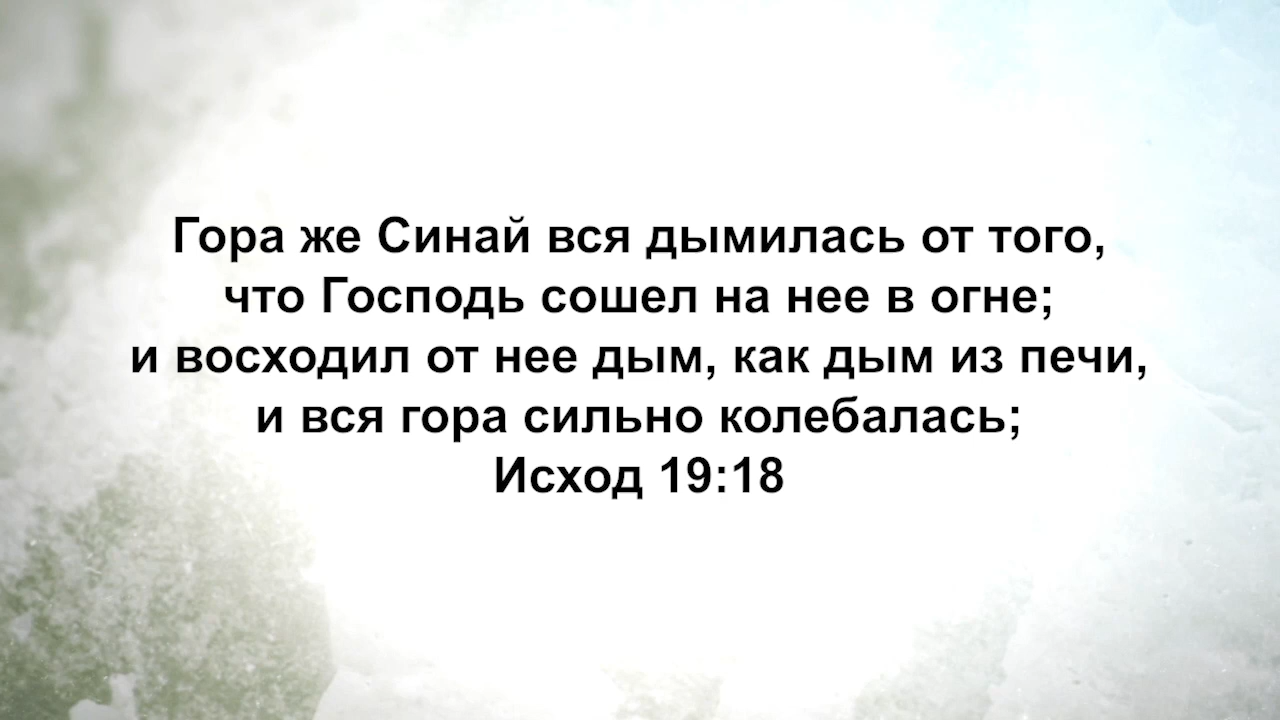 Гора же Синай вся дымилась от того,
что Господь сошел на нее в огне;
и восходил от нее дым, как дым из печи,
и вся гора сильно колебалась;
Исход 19:18